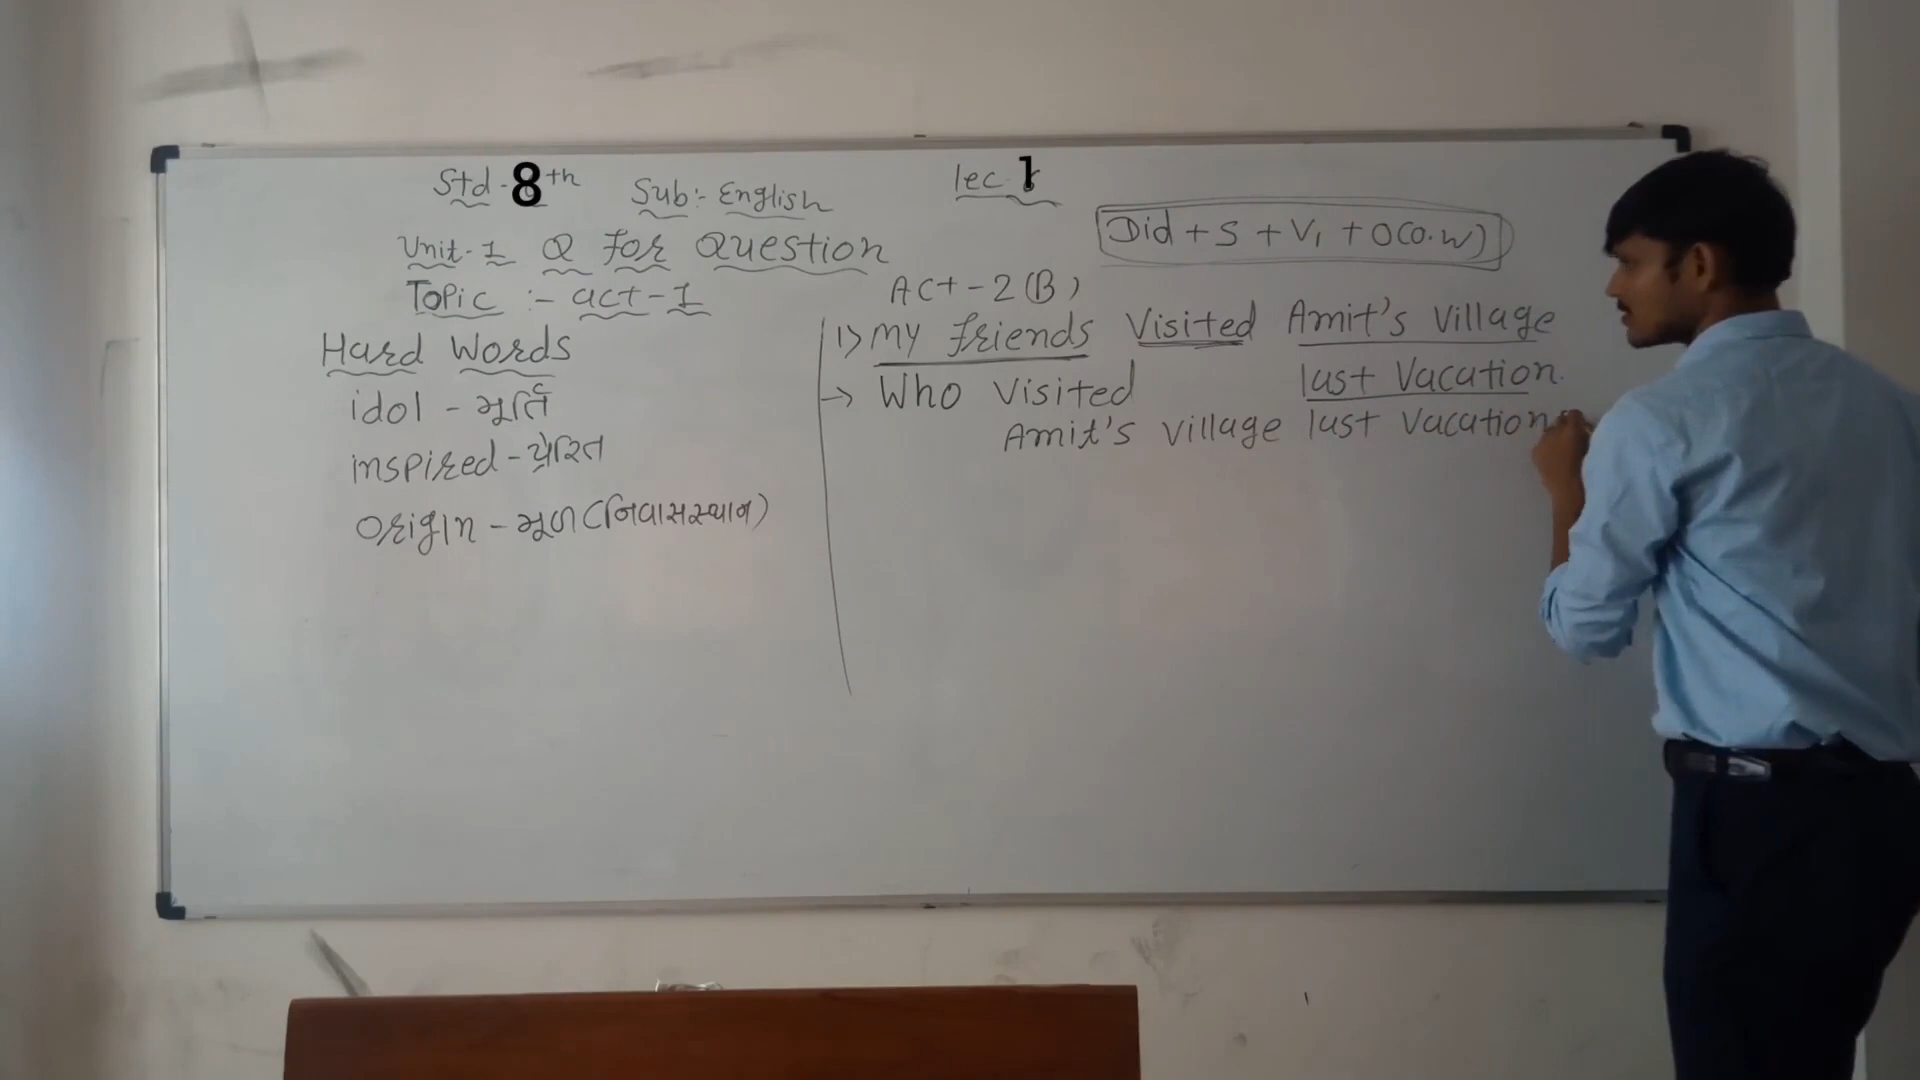 Std - 8th Sub:- English lec 1
Unit-1 Q for Question
Topic :- act-1
Hard Words
idol - મૂર્તિ
inspired - પ્રેરિત
origin - મૂળ (નિવાસસ્થાન)
Did + S + V1 + O(O.W)
Act-2 (B)
1) My friends Visited Amit's Village
last Vacation.
→ Who Visited
Amit's Village last Vacation